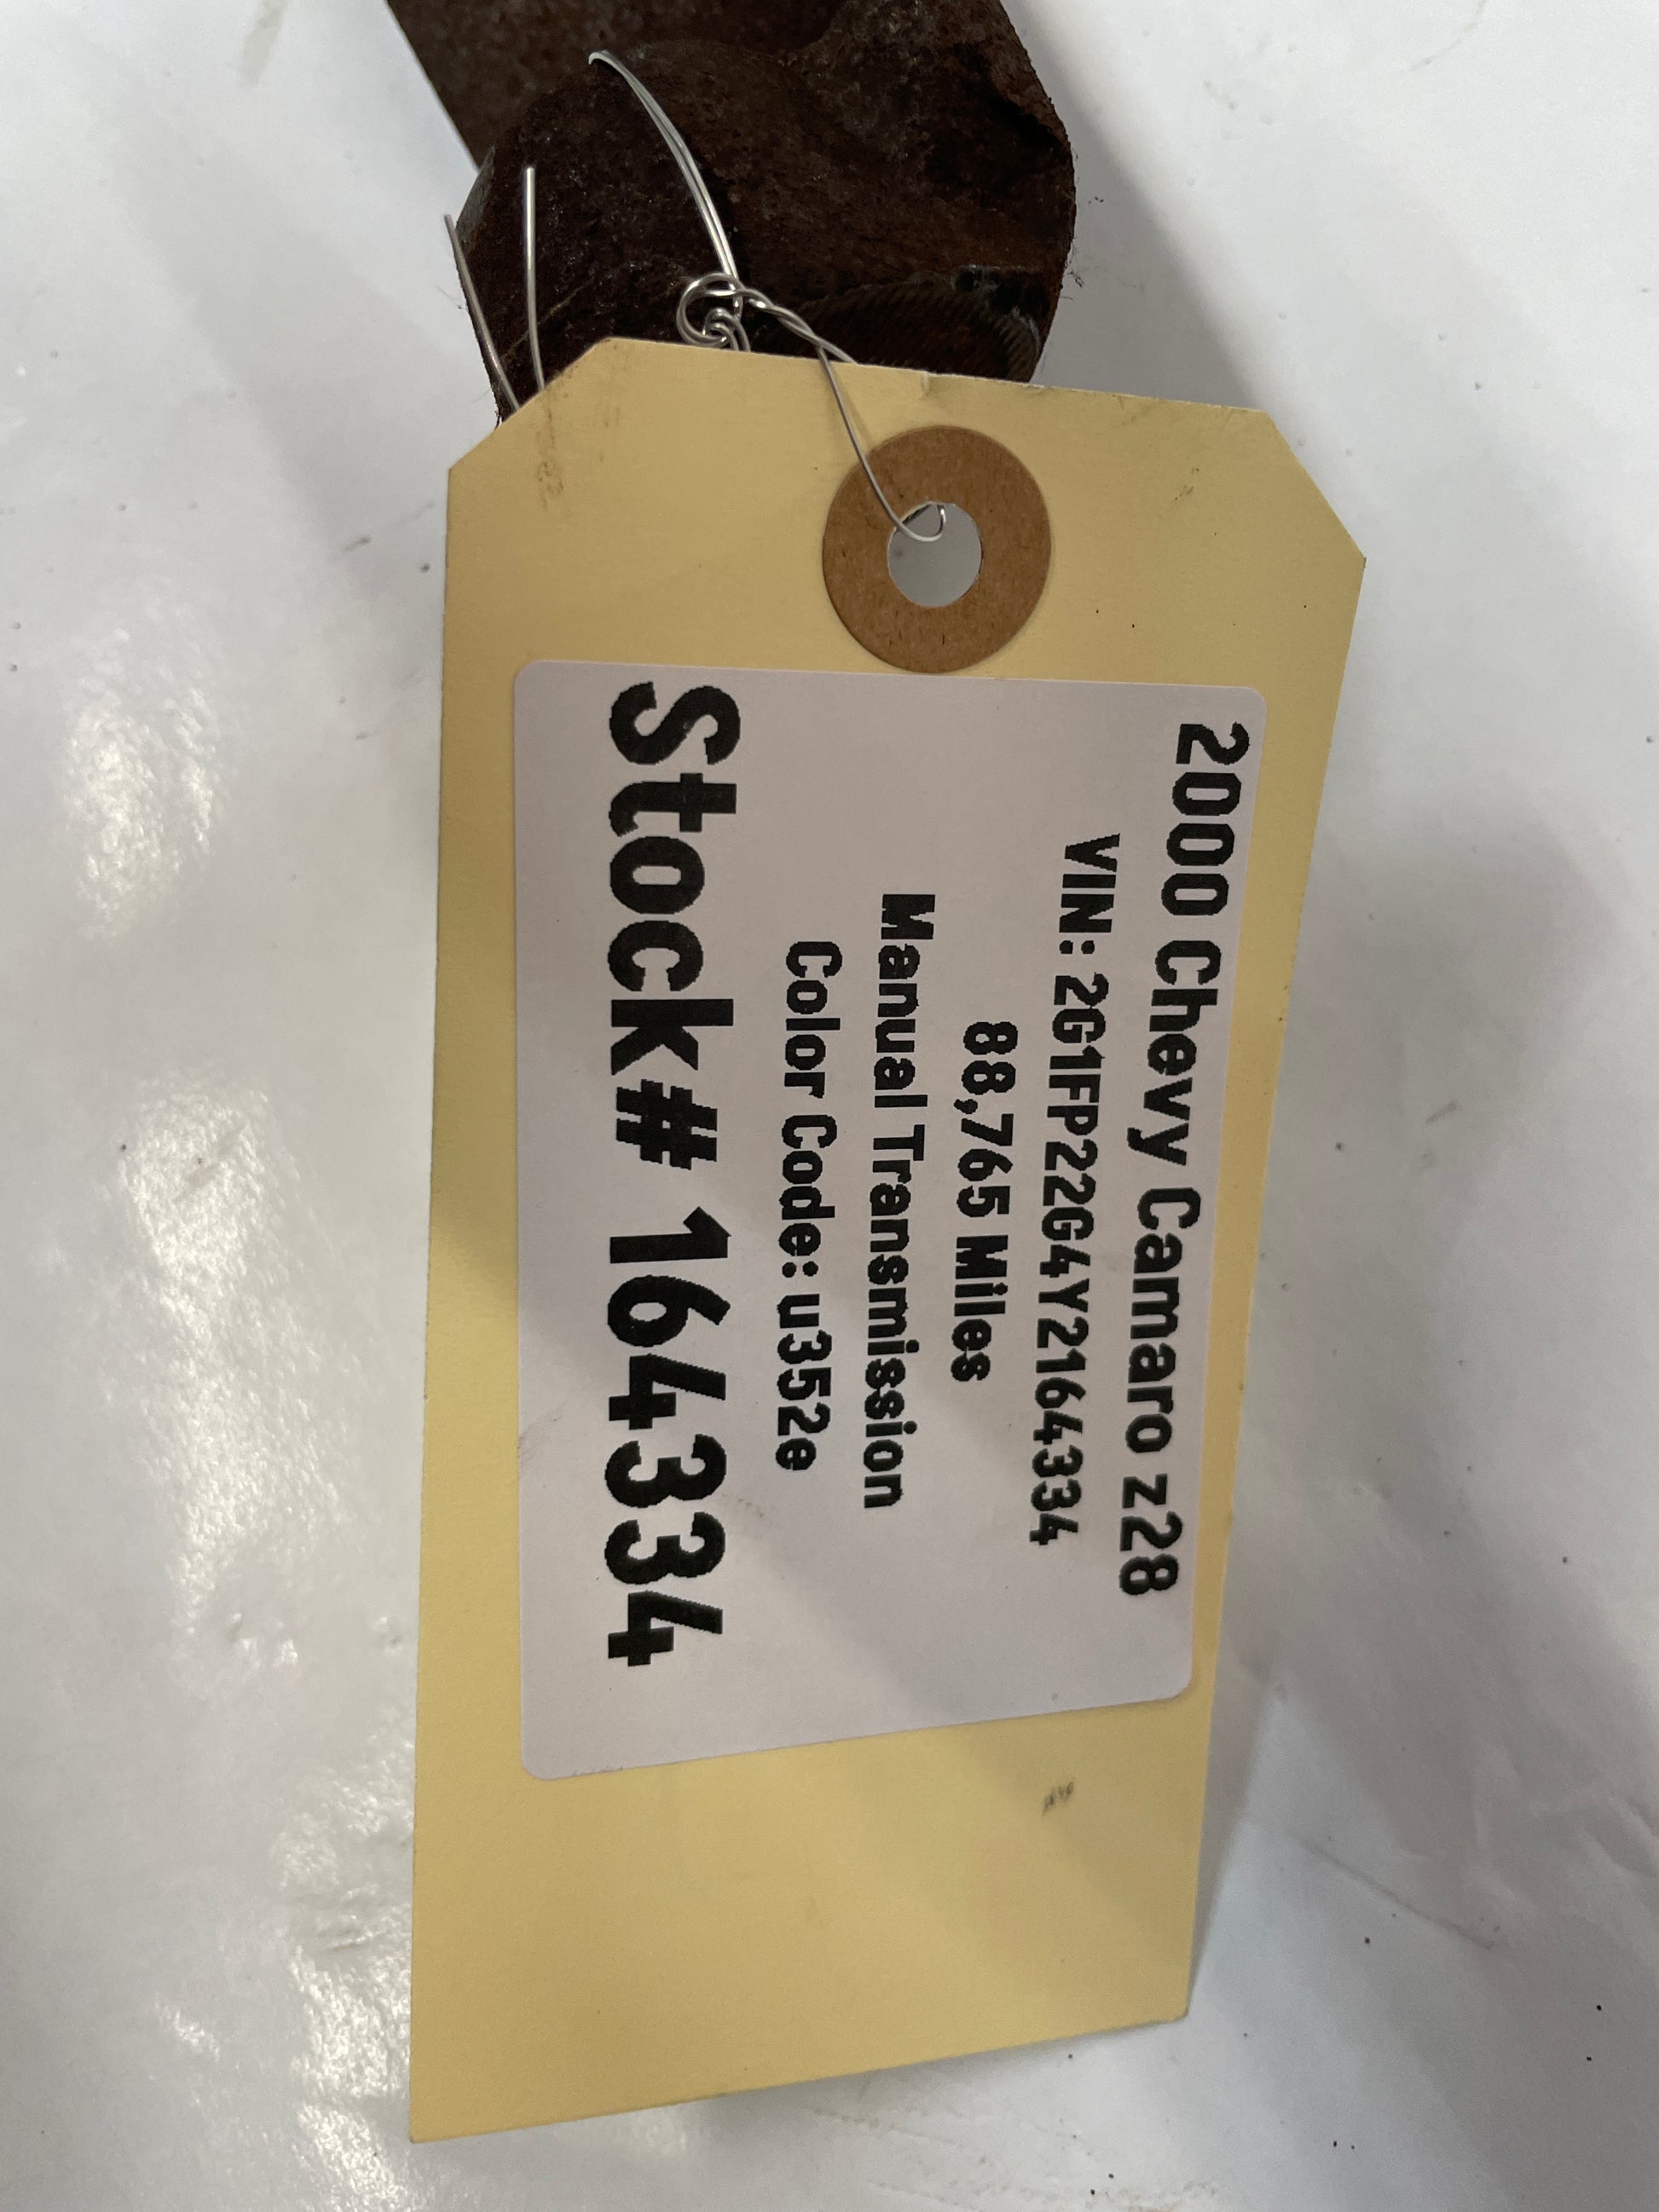 2000 Chevy Camaro z28
VIN: 2G1FP22G4Y2164334
88,765 Miles
Manual Transmission
Color Code: u352e
Stock# 164334